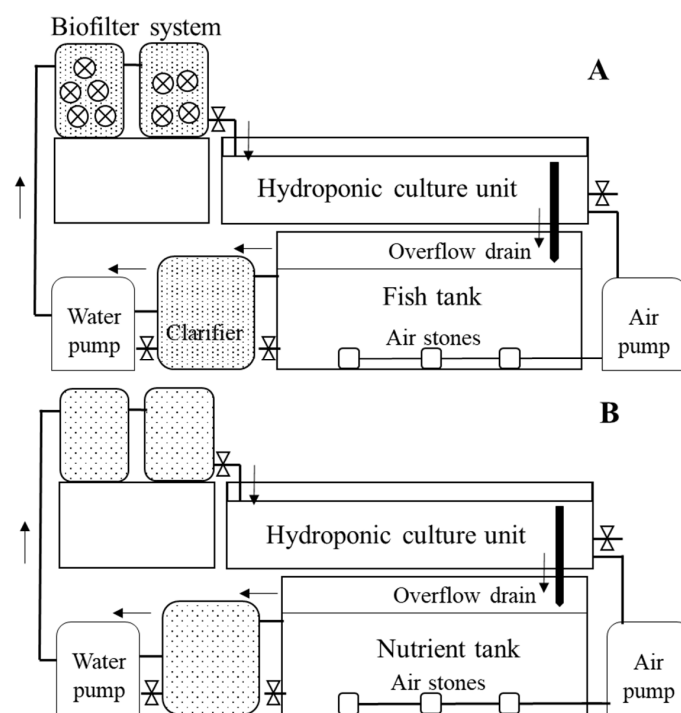 Biofilter system
A
Hydroponic culture unit
Overflow drain
Fish tank
Water
pump
Clarifier
Air stones
Air
pump
B
Hydroponic culture unit
Overflow drain
Nutrient tank
Water
pump
Air stones
Air
pump